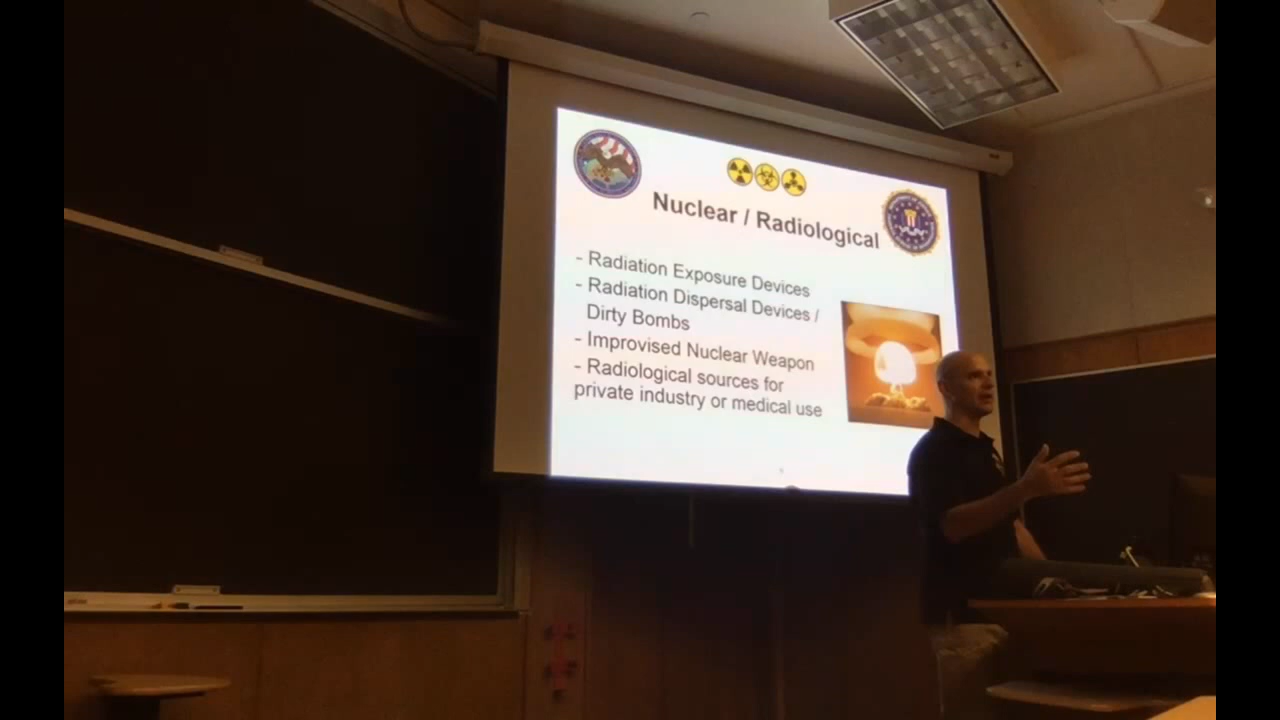 Nuclear / Radiological
- Radiation Exposure Devices
- Radiation Dispersal Devices /
Dirty Bombs
- Improvised Nuclear Weapon
- Radiological sources for
private industry or medical use